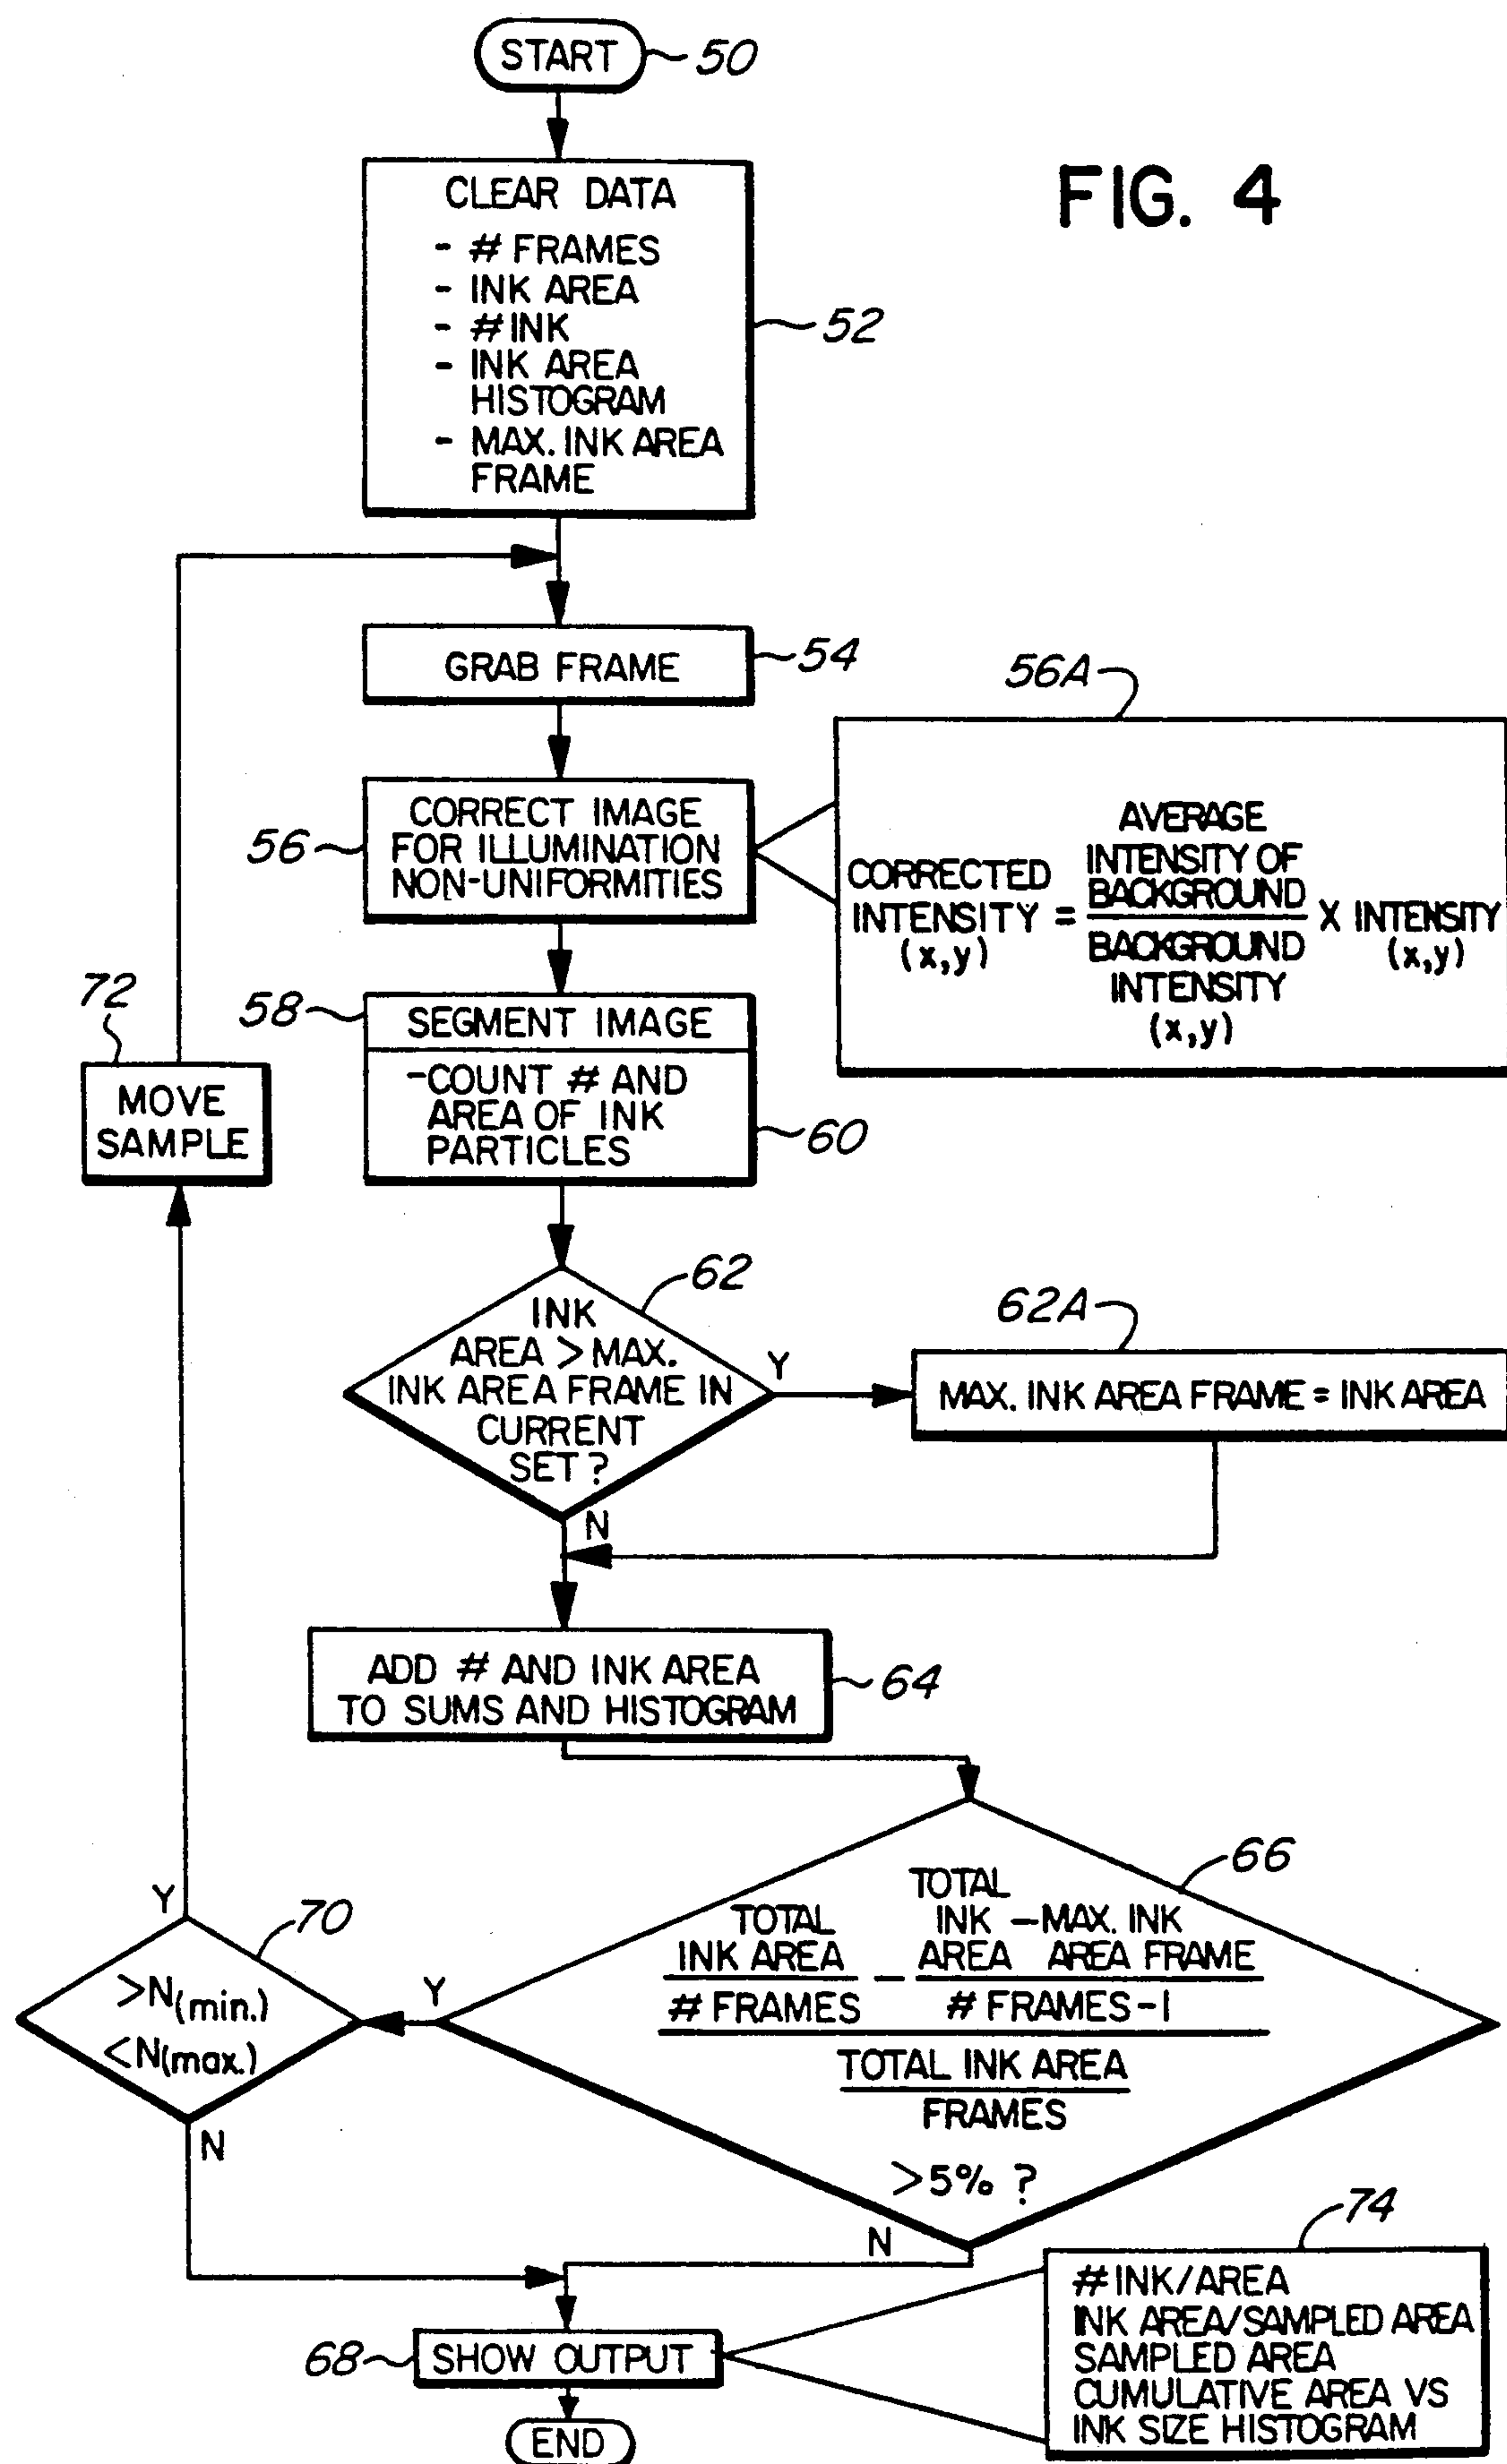 START
50
FIG. 4
CLEAR DATA
- # FRAMES
- INK AREA
- # INK
- INK AREA
HISTOGRAM
- MAX. INK AREA
FRAME
52
GRAB FRAME
54
56A
56
CORRECT IMAGE
FOR ILLUMINATION
NON-UNIFORMITIES
CORRECTED
INTENSITY
(x,y)
=
AVERAGE
INTENSITY OF
BACKGROUND
BACKGROUND
INTENSITY
(x,y)
X INTENSITY
(x,y)
72
MOVE
SAMPLE
58
SEGMENT IMAGE
-COUNT # AND
AREA OF INK
PARTICLES
60
62
INK
AREA > MAX.
INK AREA FRAME IN
CURRENT
SET?
Y
N
62A
MAX. INK AREA FRAME = INK AREA
ADD # AND INK AREA
TO SUMS AND HISTOGRAM
64
66
TOTAL
INK AREA
# FRAMES
-
TOTAL
INK - MAX. INK
AREA AREA FRAME
# FRAMES-1
TOTAL INK AREA
FRAMES
>5% ?
Y
N
70
Y
>N(min.)
<N(max.)
N
68
SHOW OUTPUT
74
# INK/AREA
INK AREA/SAMPLED AREA
SAMPLED AREA
CUMULATIVE AREA VS
INK SIZE HISTOGRAM
END